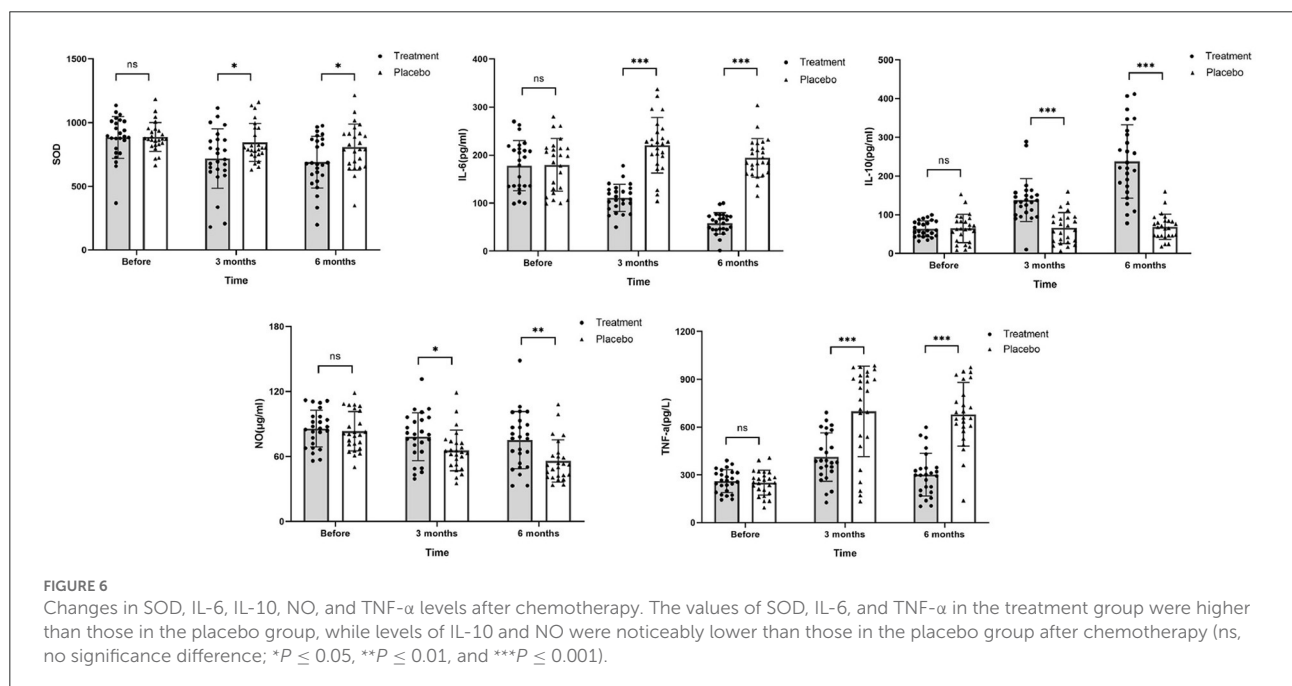 Treatment
Placebo
ns
*
*
SOD
1500
1000
500
0
Before
3 months
6 months
Time
Treatment
Placebo
ns
***
***
IL-6(pg/ml)
400
300
200
100
0
Before
3 months
6 months
Time
Treatment
Placebo
ns
***
***
IL-10(pg/ml)
500
400
300
200
100
0
Before
3 months
6 months
Time
Treatment
Placebo
ns
*
**
NO(μg/ml)
180
120
60
0
Before
3 months
6 months
Time
Treatment
Placebo
ns
***
***
TNF-a(pg/L)
1200
900
600
300
0
Before
3 months
6 months
Time
FIGURE 6
Changes in SOD, IL-6, IL-10, NO, and TNF-α levels after chemotherapy. The values of SOD, IL-6, and TNF-α in the treatment group were higher
than those in the placebo group, while levels of IL-10 and NO were noticeably lower than those in the placebo group after chemotherapy (ns,
no significance difference; *P ≤ 0.05, **P ≤ 0.01, and ***P ≤ 0.001).